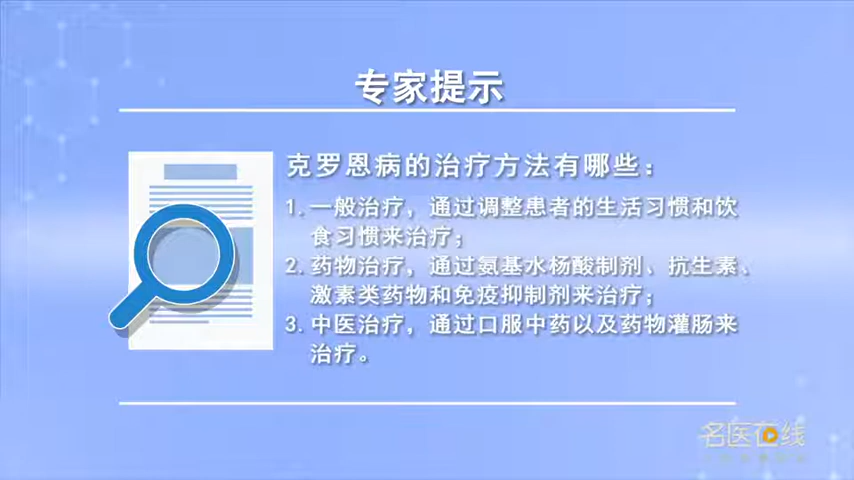 专家提示
克罗恩病的治疗方法有哪些：
1. 一般治疗，通过调整患者的生活习惯和饮
食习惯来治疗；
2. 药物治疗，通过氨基水杨酸制剂、抗生素、
激素类药物和免疫抑制剂来治疗；
3. 中医治疗，通过口服中药以及药物灌肠来
治疗。
名医在线